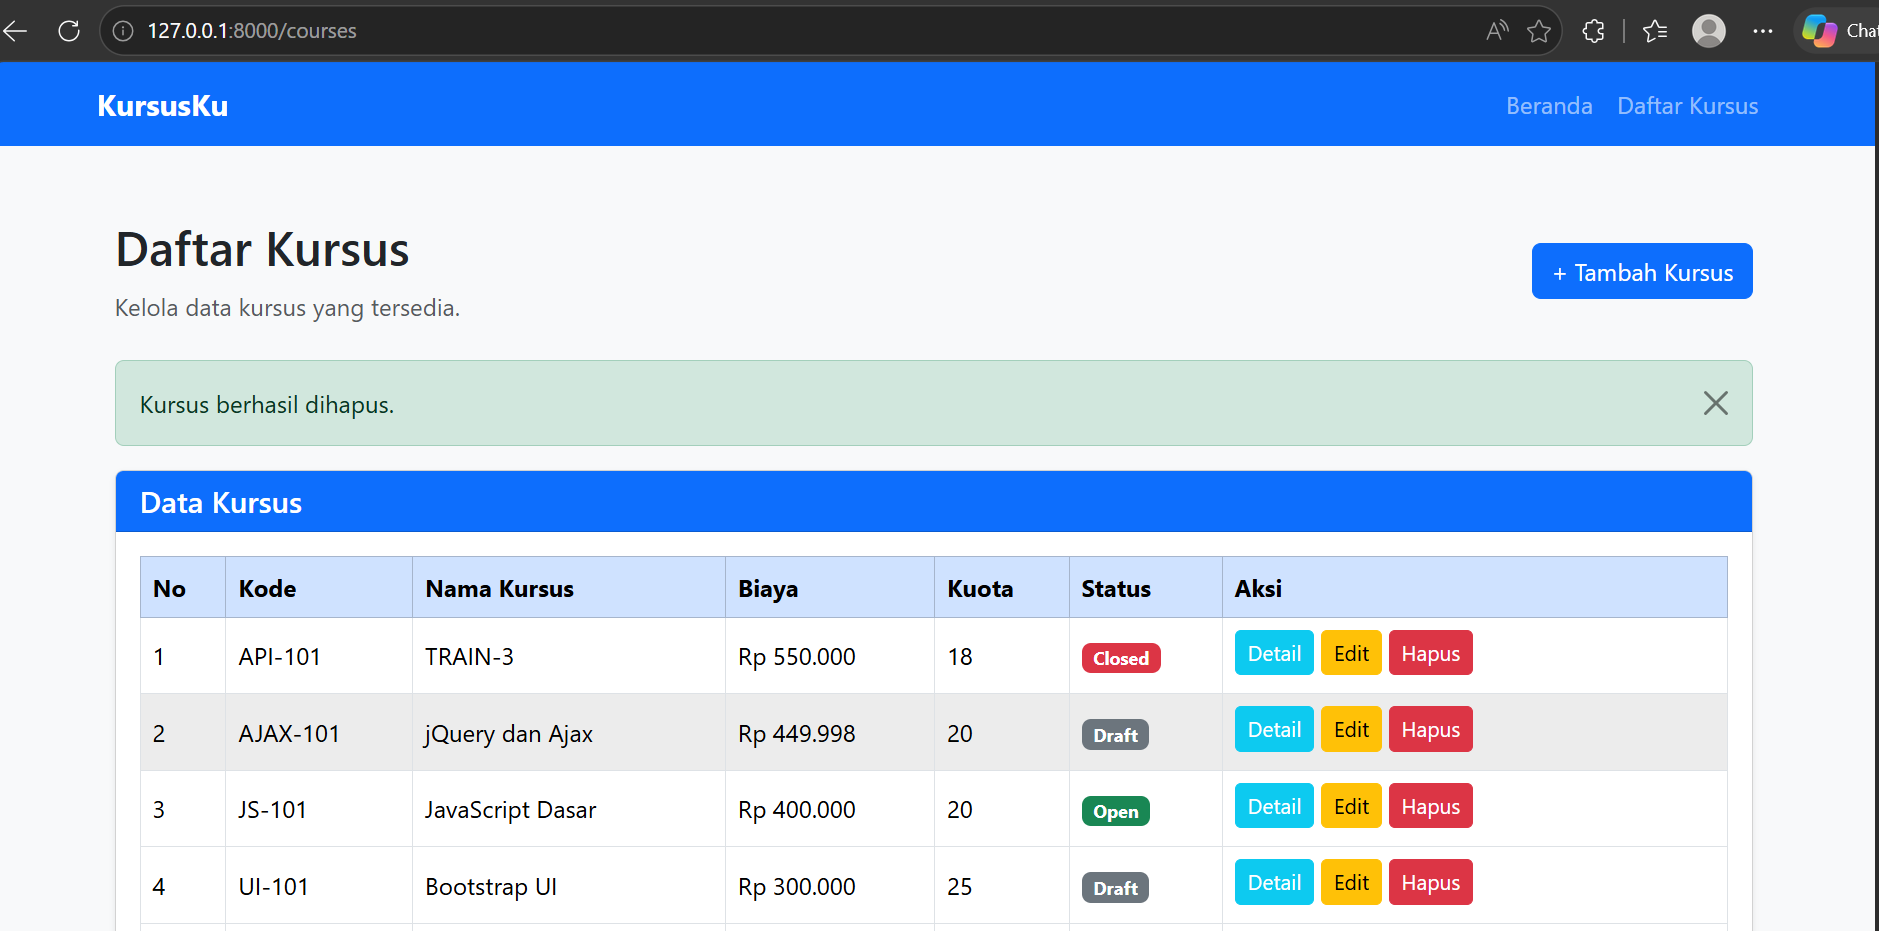 127.0.0.1:8000/courses
KursusKu Beranda Daftar Kursus
Daftar Kursus
+ Tambah Kursus
Kelola data kursus yang tersedia.
Kursus berhasil dihapus.
Data Kursus
No Kode Nama Kursus Biaya Kuota Status Aksi
1 API-101 TRAIN-3 Rp 550.000 18 Closed Detail Edit Hapus
2 AJAX-101 jQuery dan Ajax Rp 449.998 20 Draft Detail Edit Hapus
3 JS-101 JavaScript Dasar Rp 400.000 20 Open Detail Edit Hapus
4 UI-101 Bootstrap UI Rp 300.000 25 Draft Detail Edit Hapus